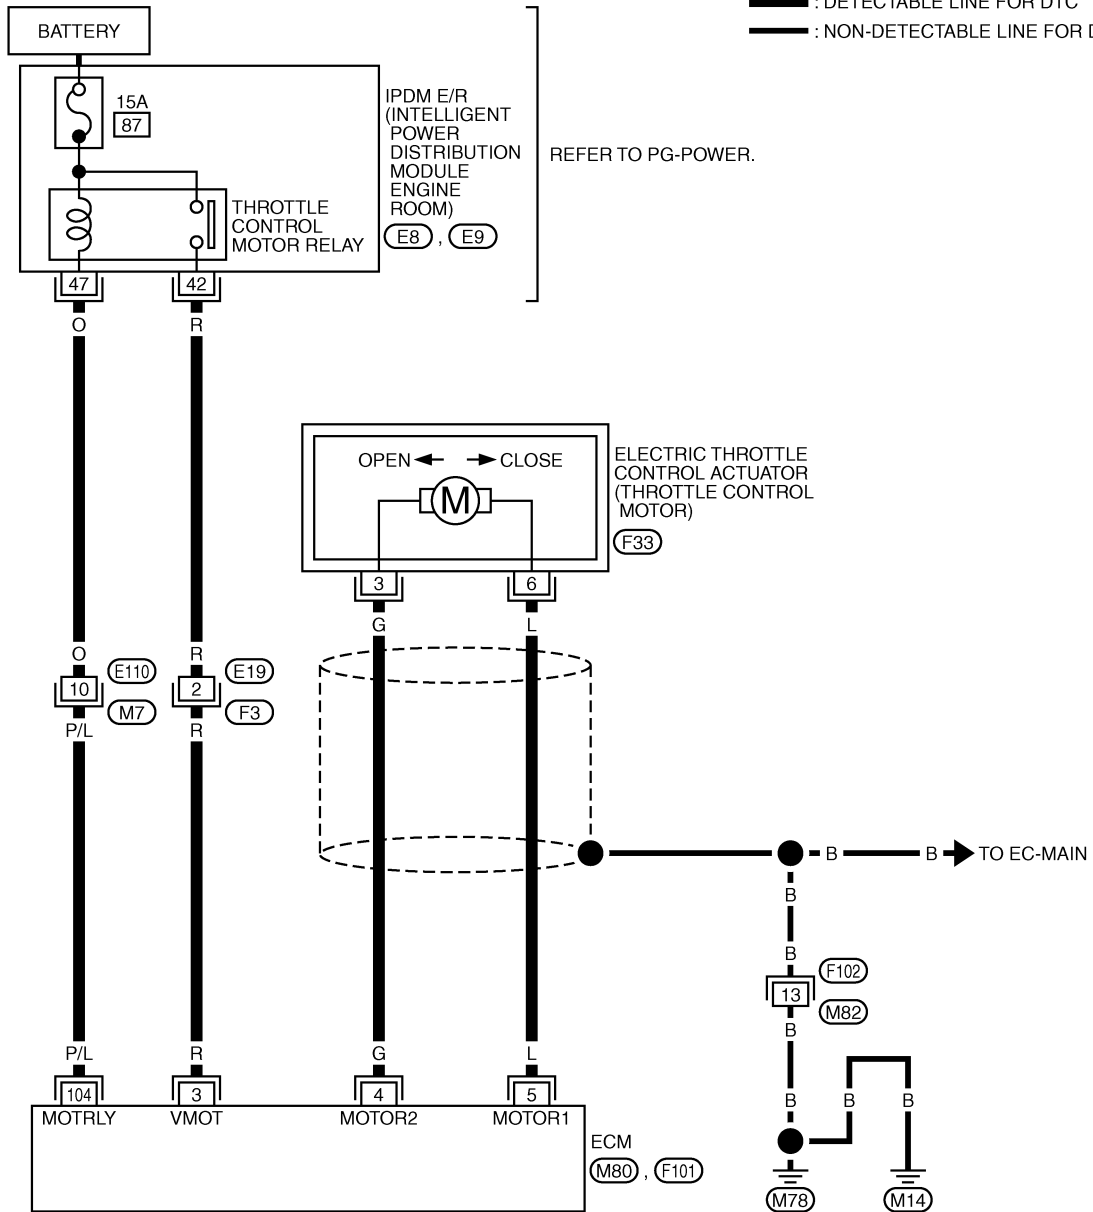 BATTERY
: DETECTABLE LINE FOR DTC
: NON-DETECTABLE LINE FOR D
15A
87
IPDM E/R
(INTELLIGENT
POWER
DISTRIBUTION
MODULE
ENGINE
ROOM)
E8 , E9
REFER TO PG-POWER.
THROTTLE
CONTROL
MOTOR RELAY
47
42
O
R
OPEN
CLOSE
M
ELECTRIC THROTTLE
CONTROL ACTUATOR
(THROTTLE CONTROL
MOTOR)
F33
3
6
G
L
O
R
10
E110
M7
2
E19
F3
P/L
R
B
B
TO EC-MAIN
B
B
13
F102
M82
B
B
B
B
P/L
R
G
L
104
3
4
5
MOTRLY
VMOT
MOTOR2
MOTOR1
ECM
M80 , F101
M78
M14